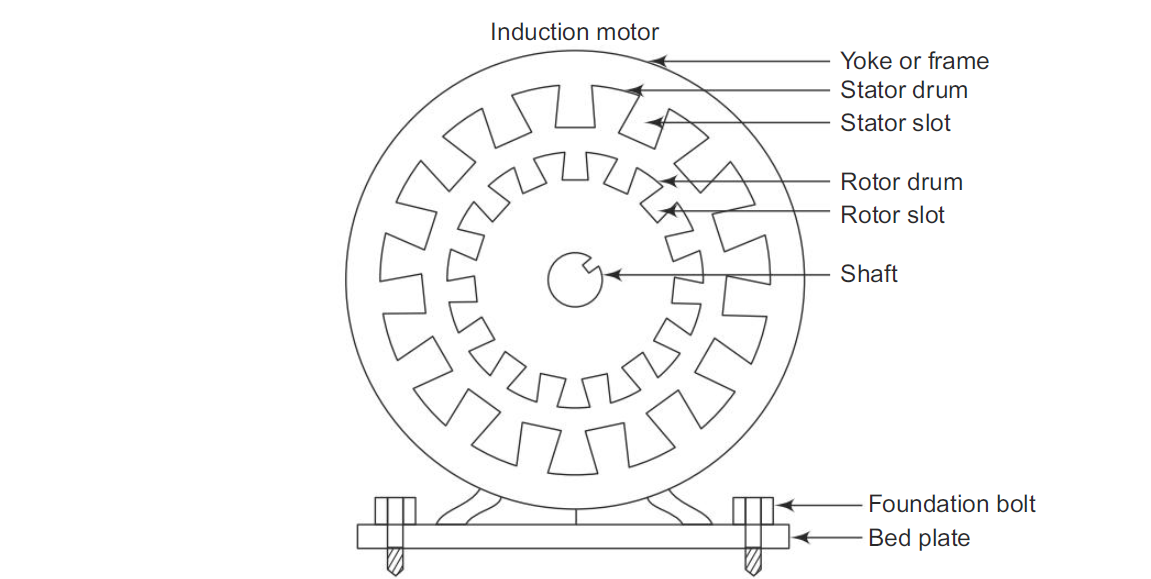 Induction motor
Yoke or frame
Stator drum
Stator slot
Rotor drum
Rotor slot
Shaft
Foundation bolt
Bed plate